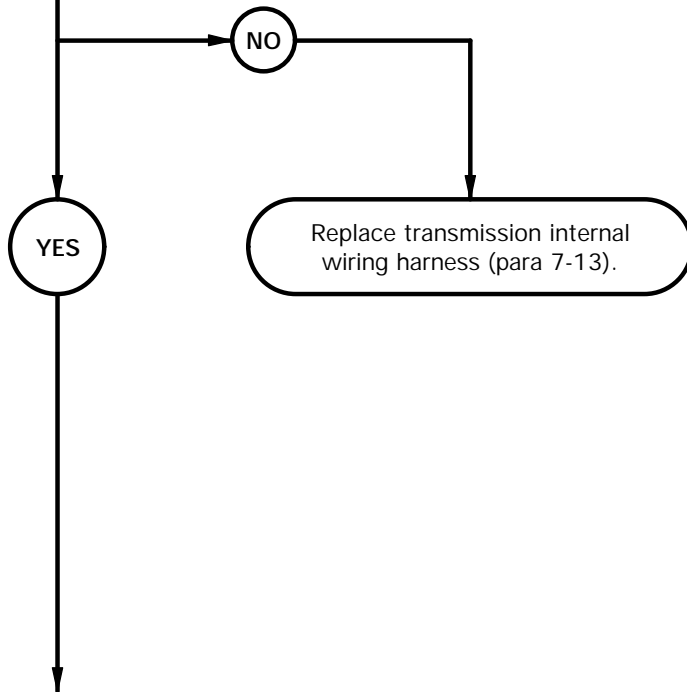 NO
YES
Replace transmission internal
wiring harness (para 7-13).